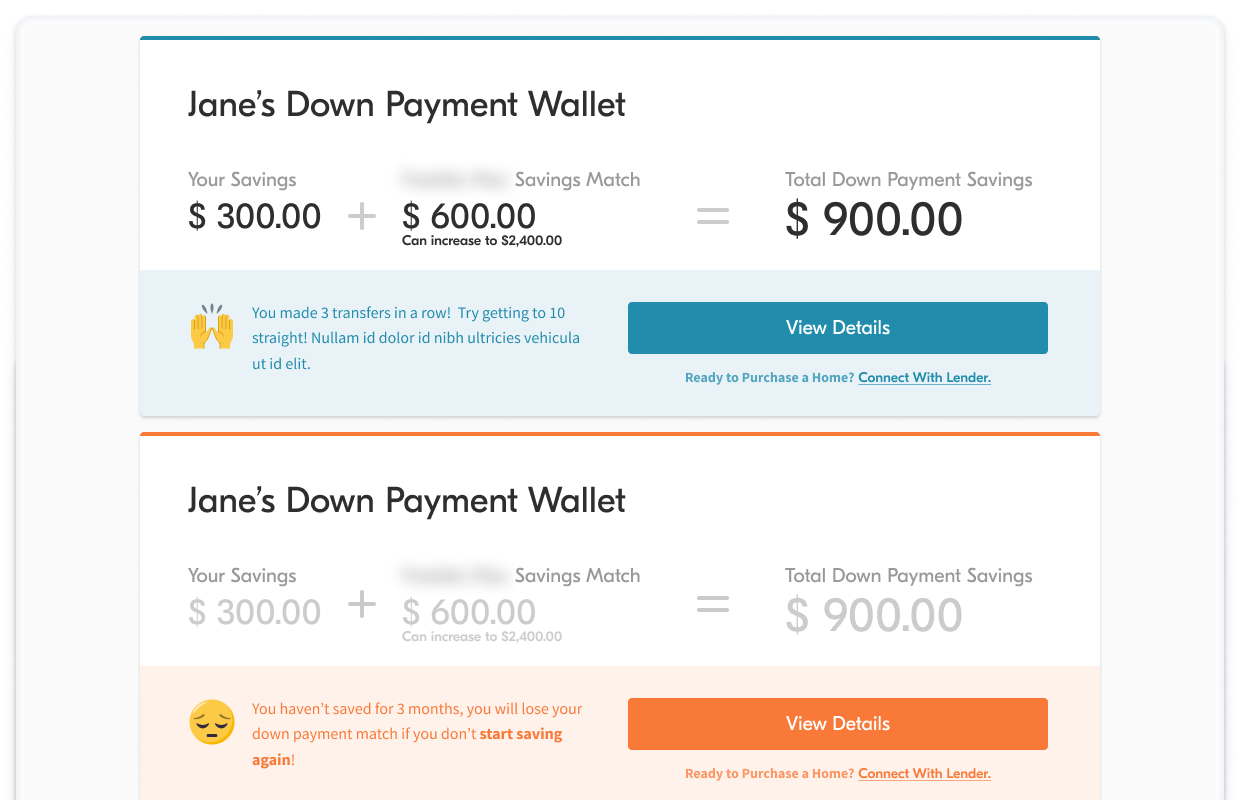 Jane’s Down Payment Wallet
Your Savings
Savings Match
Total Down Payment Savings
$ 300.00
+
$ 600.00
=
$ 900.00
Can increase to $2,400.00
You made 3 transfers in a row!  Try getting to 10
straight! Nullam id dolor id nibh ultricies vehicula
ut id elit.
View Details
Ready to Purchase a Home? Connect With Lender.
Jane’s Down Payment Wallet
Your Savings
Savings Match
Total Down Payment Savings
$ 300.00
+
$ 600.00
=
$ 900.00
Can increase to $2,400.00
You haven’t saved for 3 months, you will lose your
down payment match if you don’t start saving
again!
View Details
Ready to Purchase a Home? Connect With Lender.